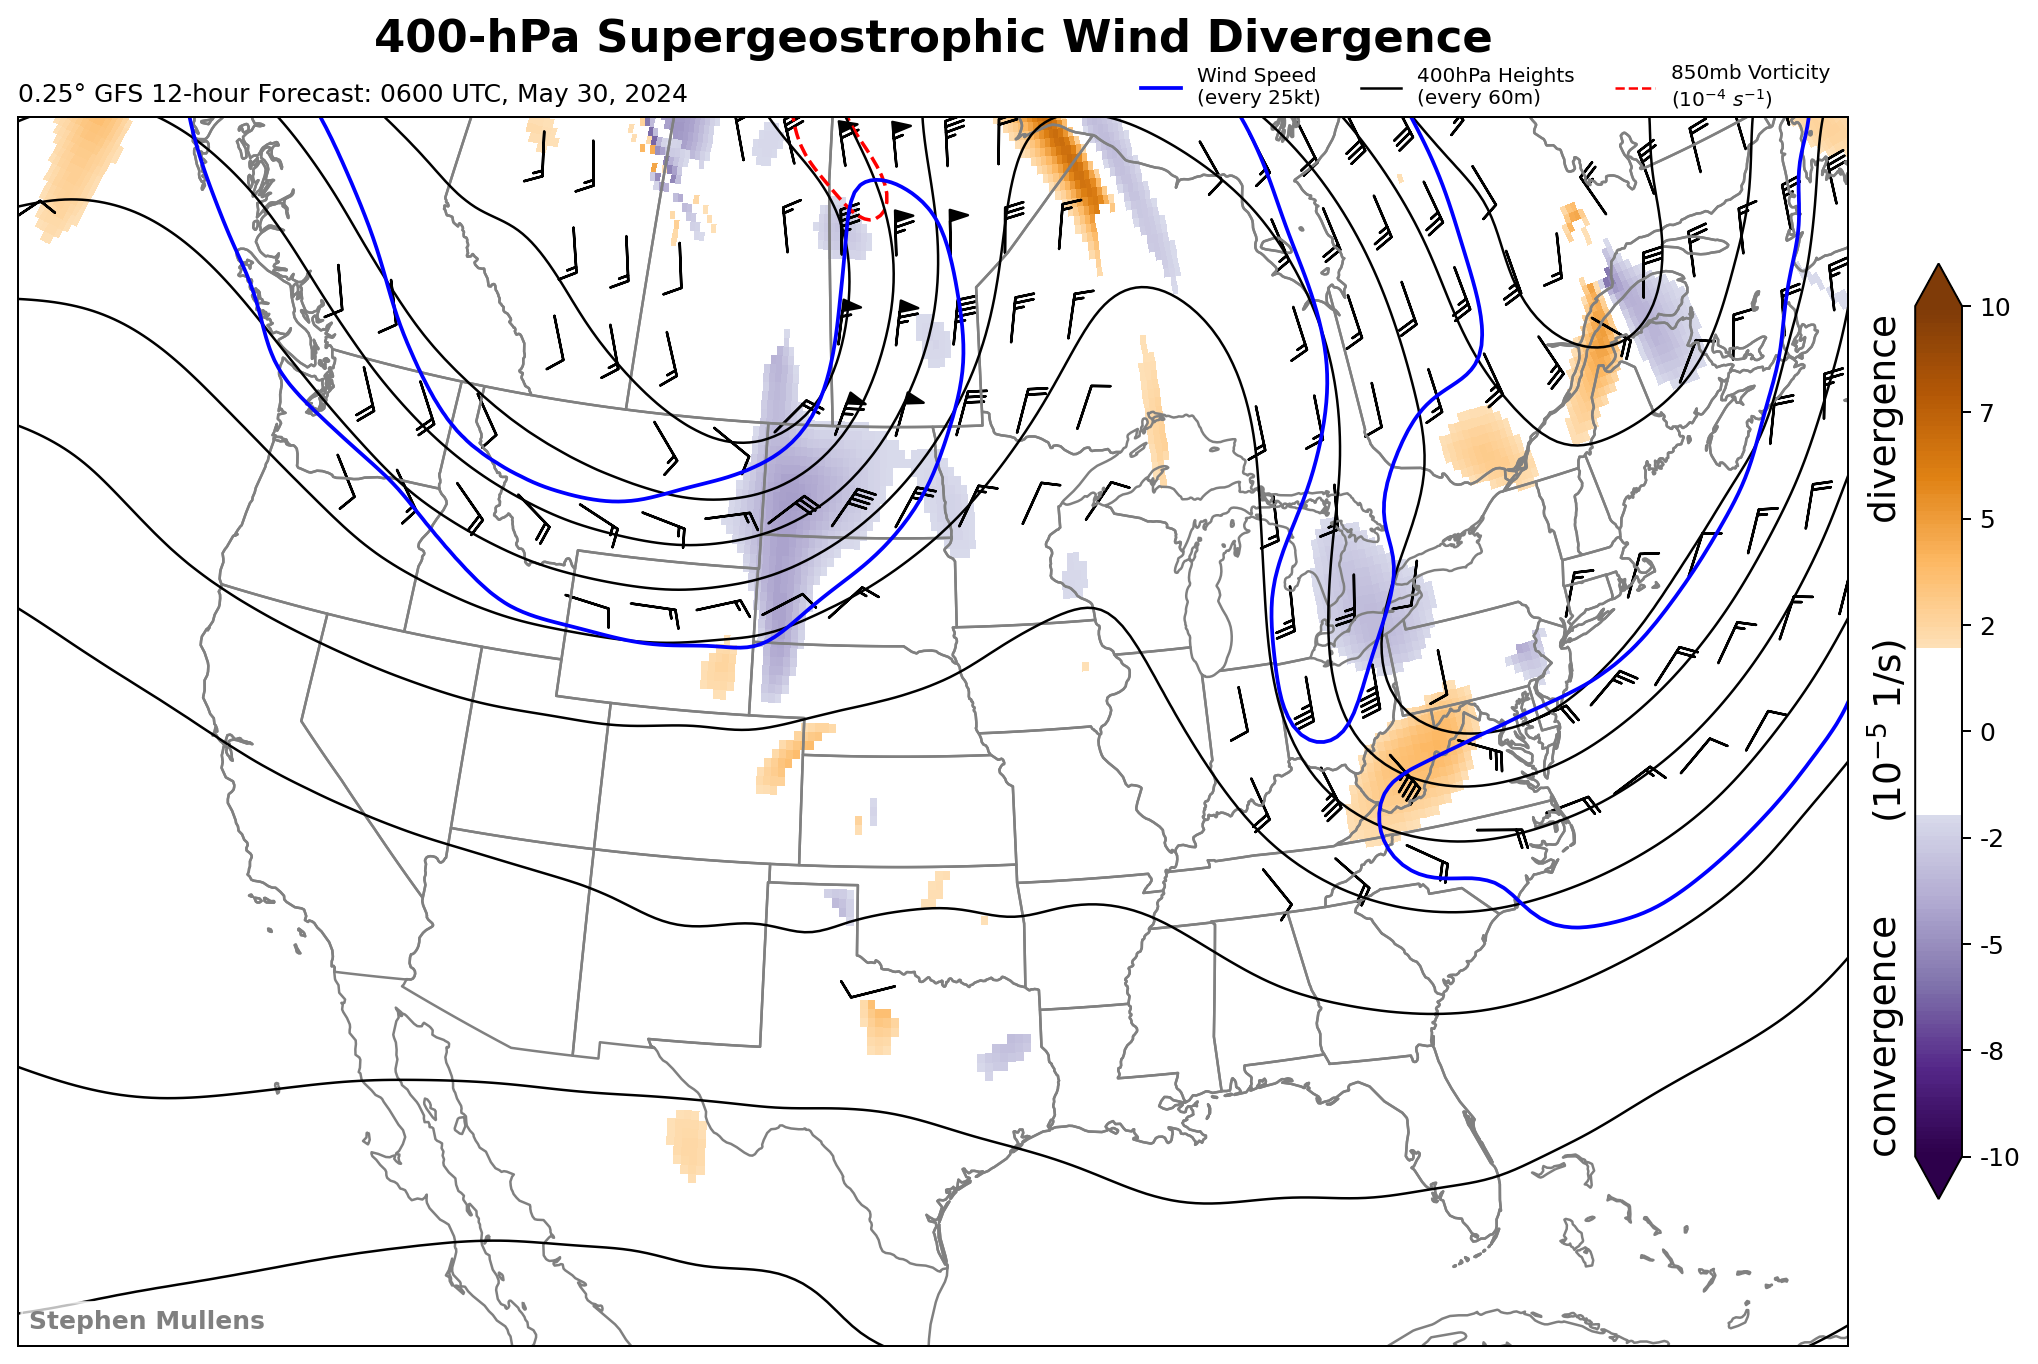 400-hPa Supergeostrophic Wind Divergence
0.25° GFS 12-hour Forecast: 0600 UTC, May 30, 2024
Wind Speed
(every 25kt)
400hPa Heights
(every 60m)
850mb Vorticity
(10⁻⁴ s⁻¹)
10
7
5
2
0
-2
-5
-8
-10
convergence (10⁻⁵ 1/s) divergence
Stephen Mullens